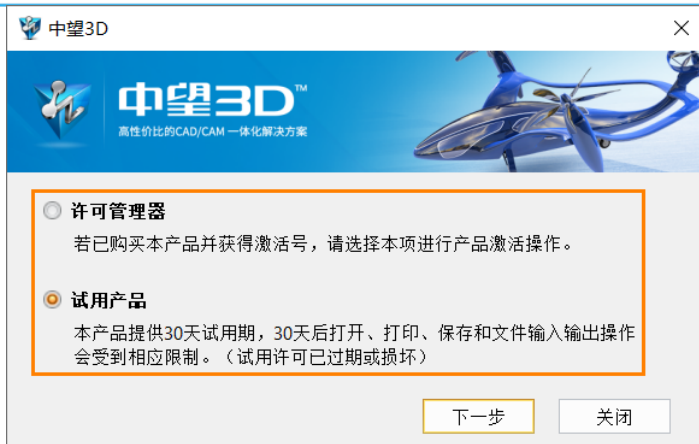 中望3D
中望3D™
高性价比的CAD/CAM 一体化解决方案
许可管理器
若已购买本产品并获得激活号，请选择本项进行产品激活操作。
试用产品
本产品提供30天试用期，30天后打开、打印、保存和文件输入输出操作
会受到相应限制。（试用许可已过期或损坏）
下一步
关闭